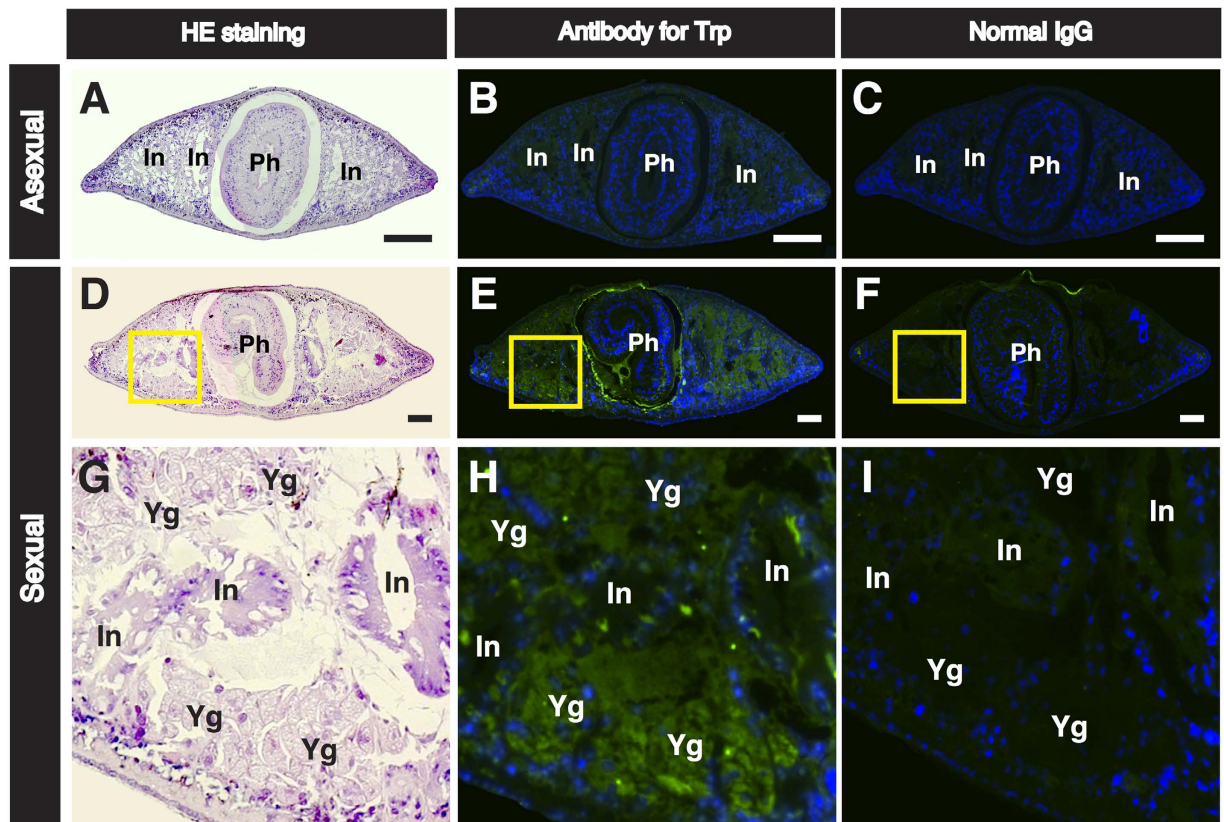 HE staining
Antibody for Trp
Normal IgG
Asexual
A
In
In
Ph
In
B
In
In
Ph
In
C
In
In
Ph
In
Sexual
D
Ph
E
Ph
F
Ph
G
Yg
Yg
In
In
In
Yg
Yg
H
Yg
Yg
In
In
In
Yg
Yg
I
Yg
In
In
In
Yg
Yg